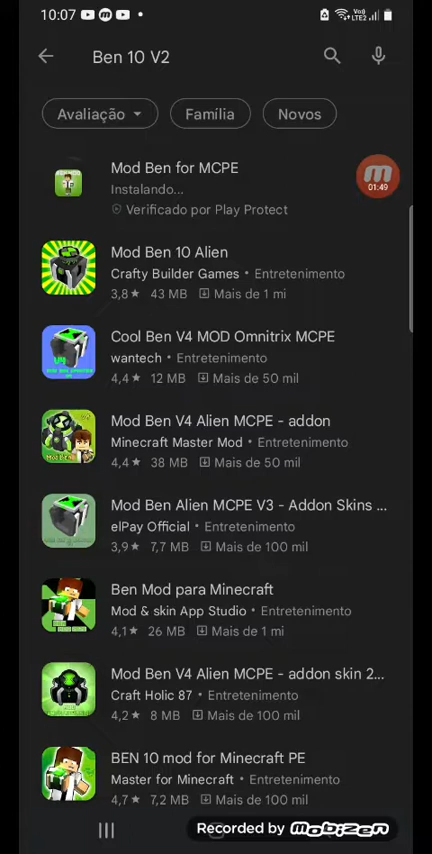 10:07
LTE2
Ben 10 V2
Avaliação
Família
Novos
Mod Ben for MCPE
Instalando...
Verificado por Play Protect
01:49
Mod Ben 10 Alien
Crafty Builder Games • Entretenimento
3,8★ 43 MB Mais de 1 mi
Cool Ben V4 MOD Omnitrix MCPE
wantech • Entretenimento
4,4★ 12 MB Mais de 50 mil
Mod Ben V4 Alien MCPE - addon
Minecraft Master Mod • Entretenimento
4,4★ 38 MB Mais de 50 mil
Mod Ben Alien MCPE V3 - Addon Skins ...
elPay Official • Entretenimento
3,9★ 7,7 MB Mais de 100 mil
Ben Mod para Minecraft
Mod & skin App Studio • Entretenimento
4,1★ 26 MB Mais de 1 mi
Mod Ben V4 Alien MCPE - addon skin 2...
Craft Holic 87 • Entretenimento
4,2★ 8 MB Mais de 100 mil
BEN 10 mod for Minecraft PE
Master for Minecraft • Entretenimento
4,7★ 7,2 MB Mais de 100 mil
Recorded by Mobizen